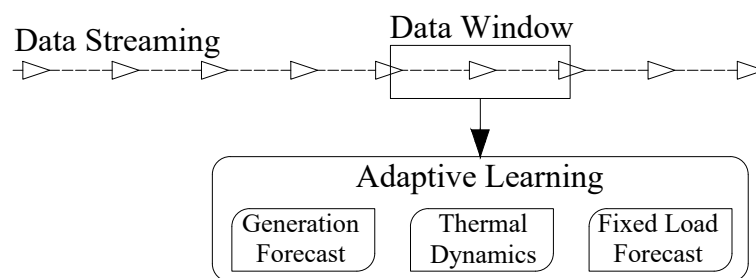 Data Streaming
Data Window
Adaptive Learning
Generation
Forecast
Thermal
Dynamics
Fixed Load
Forecast